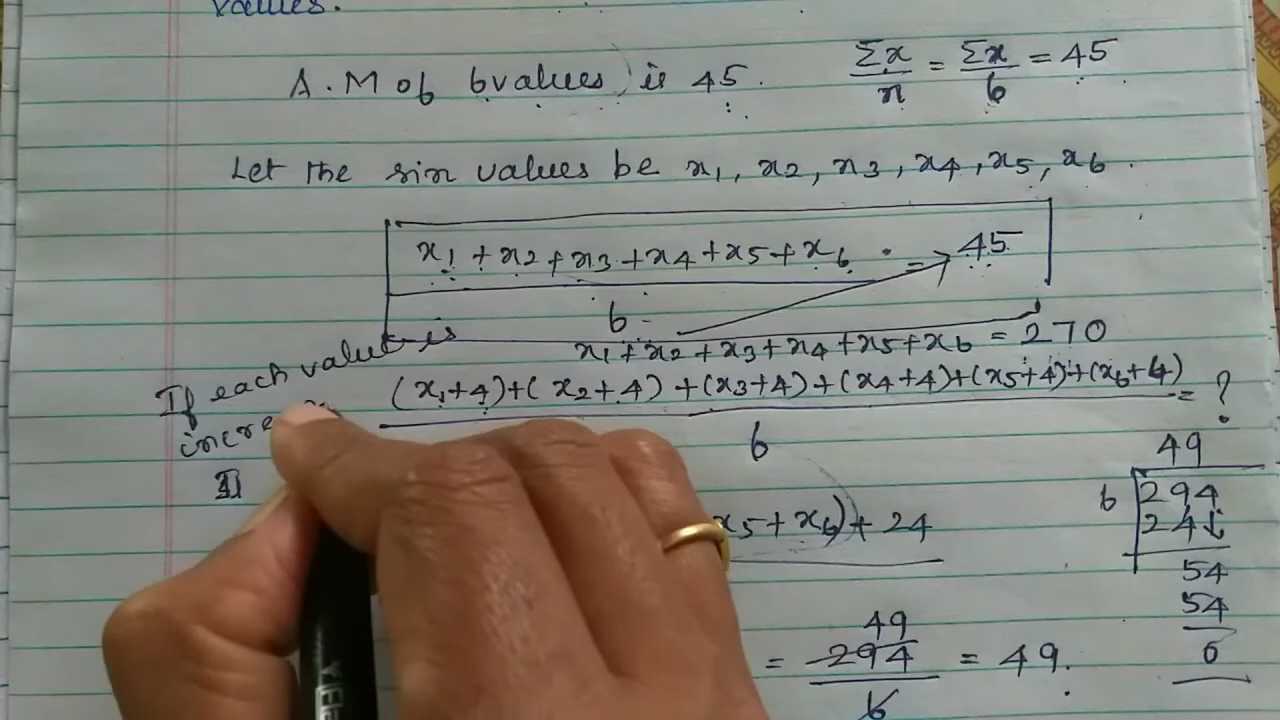 values.
A.M of 6values is 45. Σx/n = Σx/6 = 45
Let the six values be x1, x2, x3, x4, x5, x6.
x1 + x2 + x3 + x4 + x5 + x6 = 45
6
x1 + x2 + x3 + x4 + x5 + x6 = 270
If each value is
(x1+4)+(x2+4)+(x3+4)+(x4+4)+(x5+4)+(x6+4) = ?
6
49
6 294
24↓
x5+x6)+24
54
54
0
= 294/6 = 49.
49